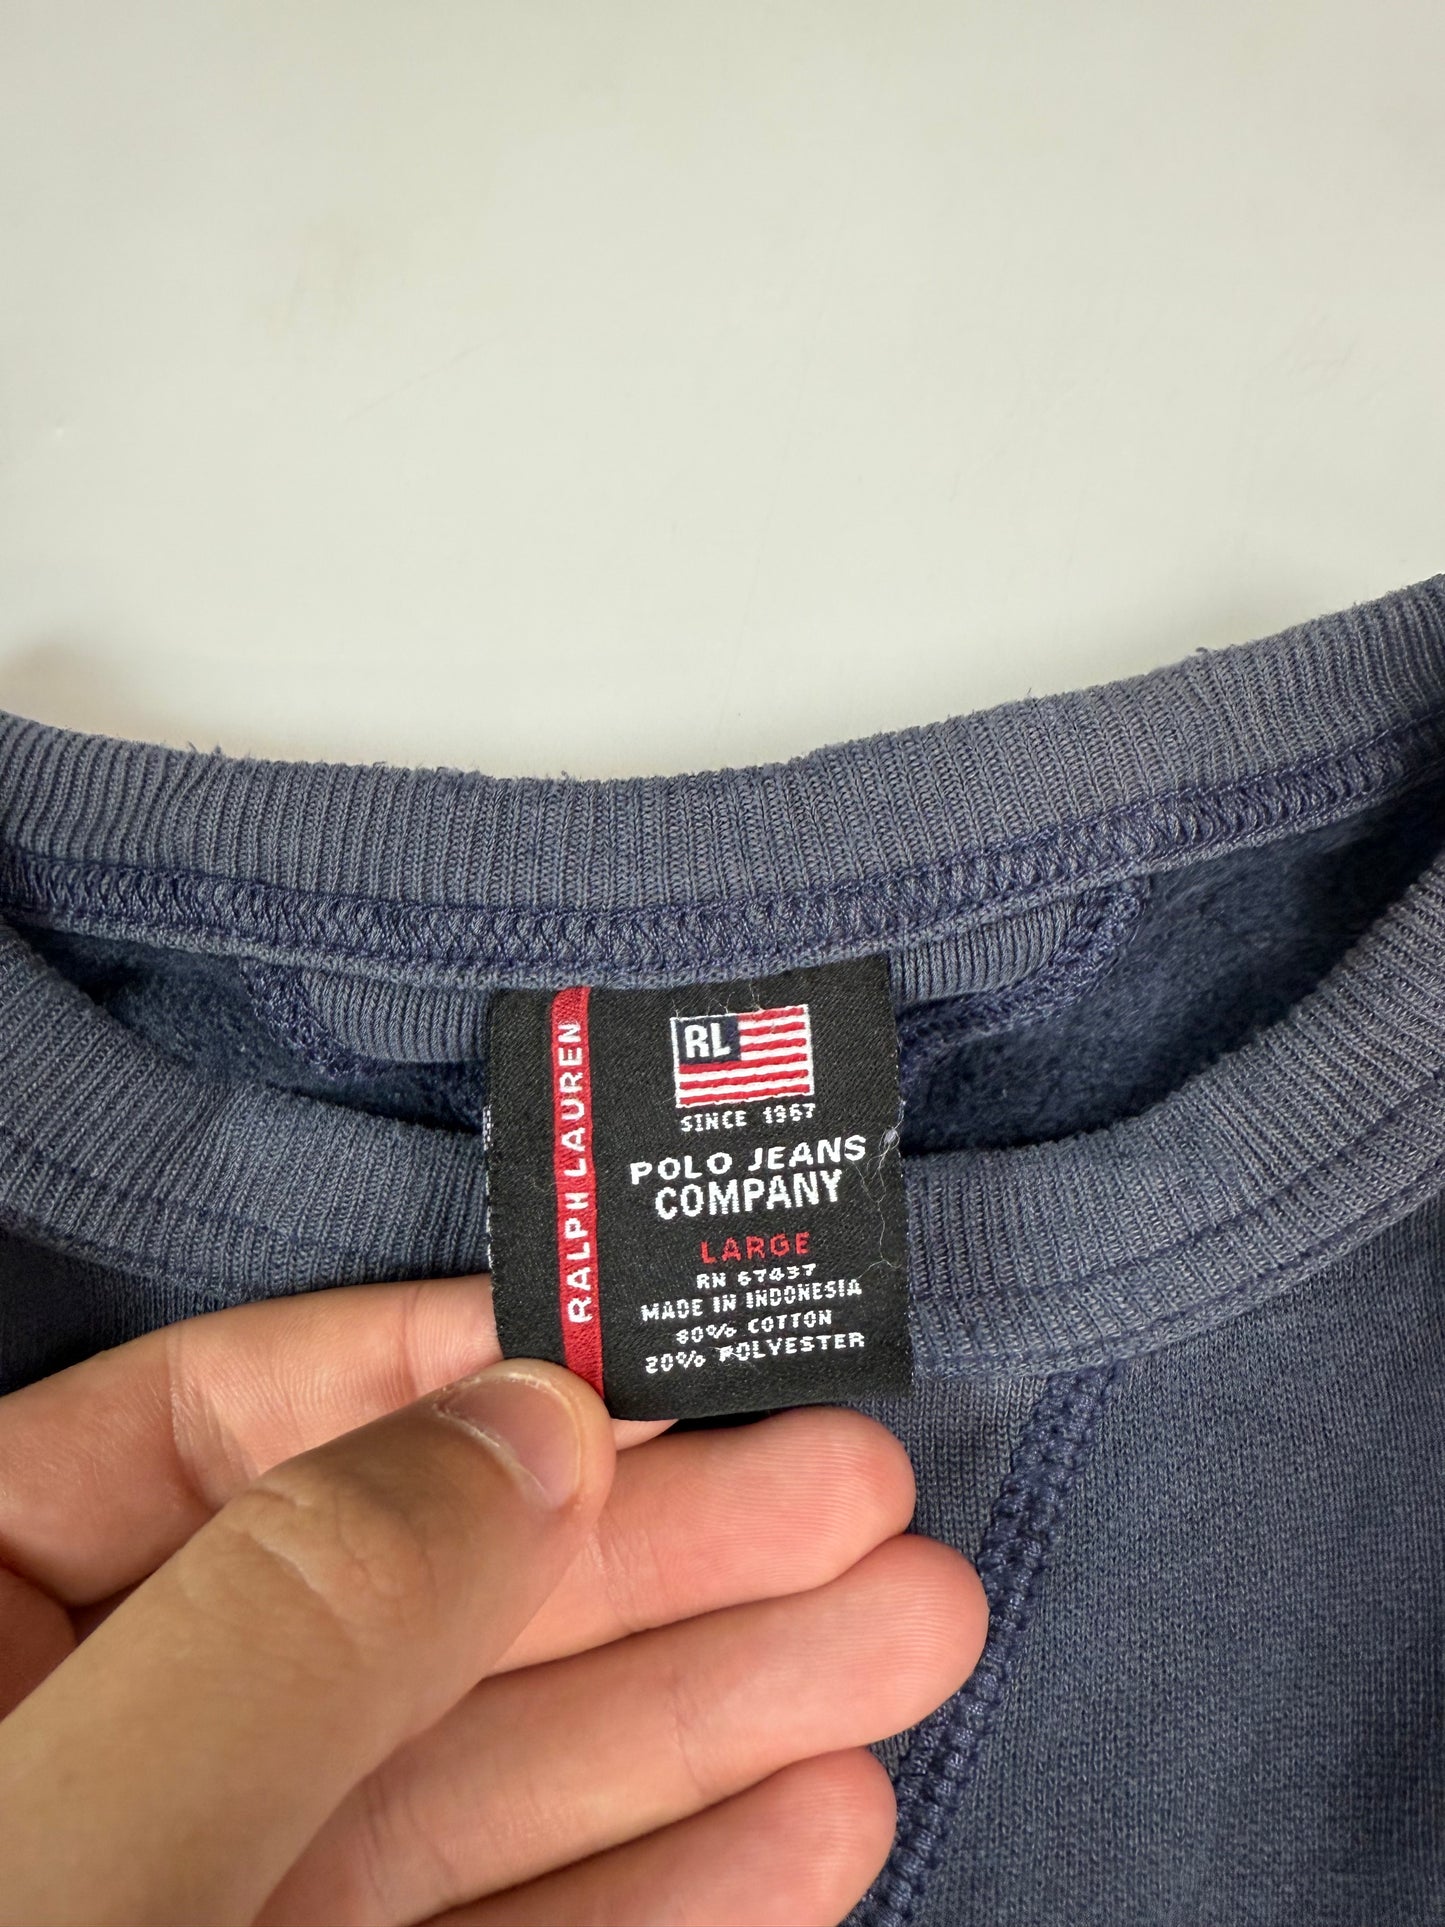 RALPH LAUREN
RL
SINCE 1967
POLO JEANS
COMPANY
LARGE
RN 67437
MADE IN INDONESIA
80% COTTON
20% POLYESTER